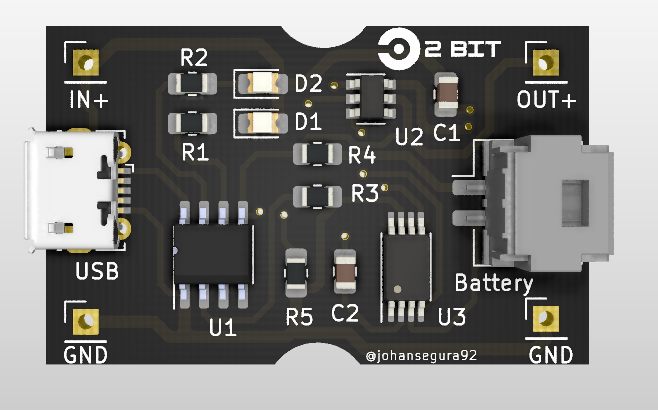 2 BIT
R2
D2
IN+
OUT+
D1
U2
C1
R1
R4
R3
USB
Battery
U1
R5
C2
U3
GND
@johansegura92
GND